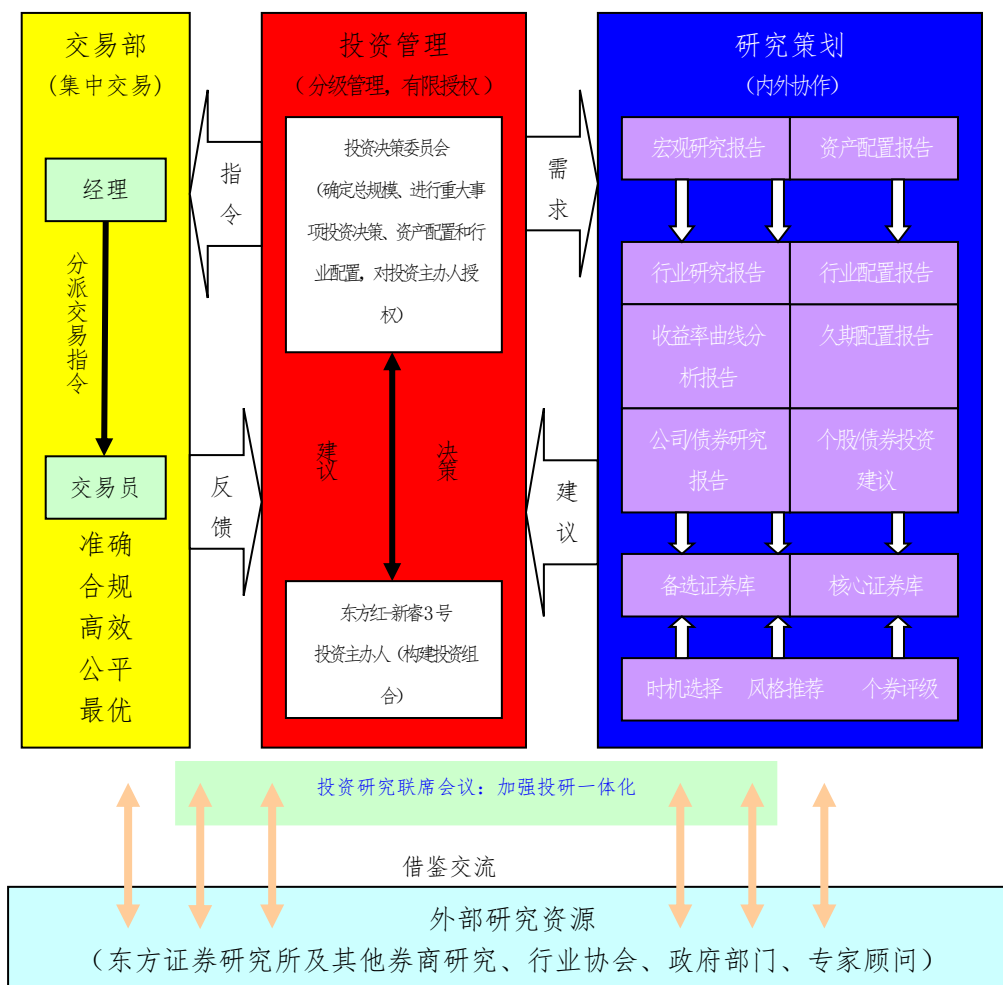 交易部
(集中交易)
经理
分派交易指令
交易员
准确
合规
高效
公平
最优
指令
反馈
投资管理
（分级管理，有限授权）
投资决策委员会
（确定总规模、进行重大事
项投资决策、资产配置和行
业配置，对投资主办人授
权）
建议
决策
东方红-新睿3号
投资主办人（构建投资组
合）
需求
建议
研究策划
（内外协作）
宏观研究报告
资产配置报告
行业研究报告
行业配置报告
收益率曲线分
析报告
久期配置报告
公司/债券研究
报告
个股/债券投资
建议
备选证券库
核心证券库
时机选择 风格推荐 个券评级
投资研究联席会议：加强投研一体化
借鉴交流
外部研究资源
（东方证券研究所及其他券商研究、行业协会、政府部门、专家顾问）